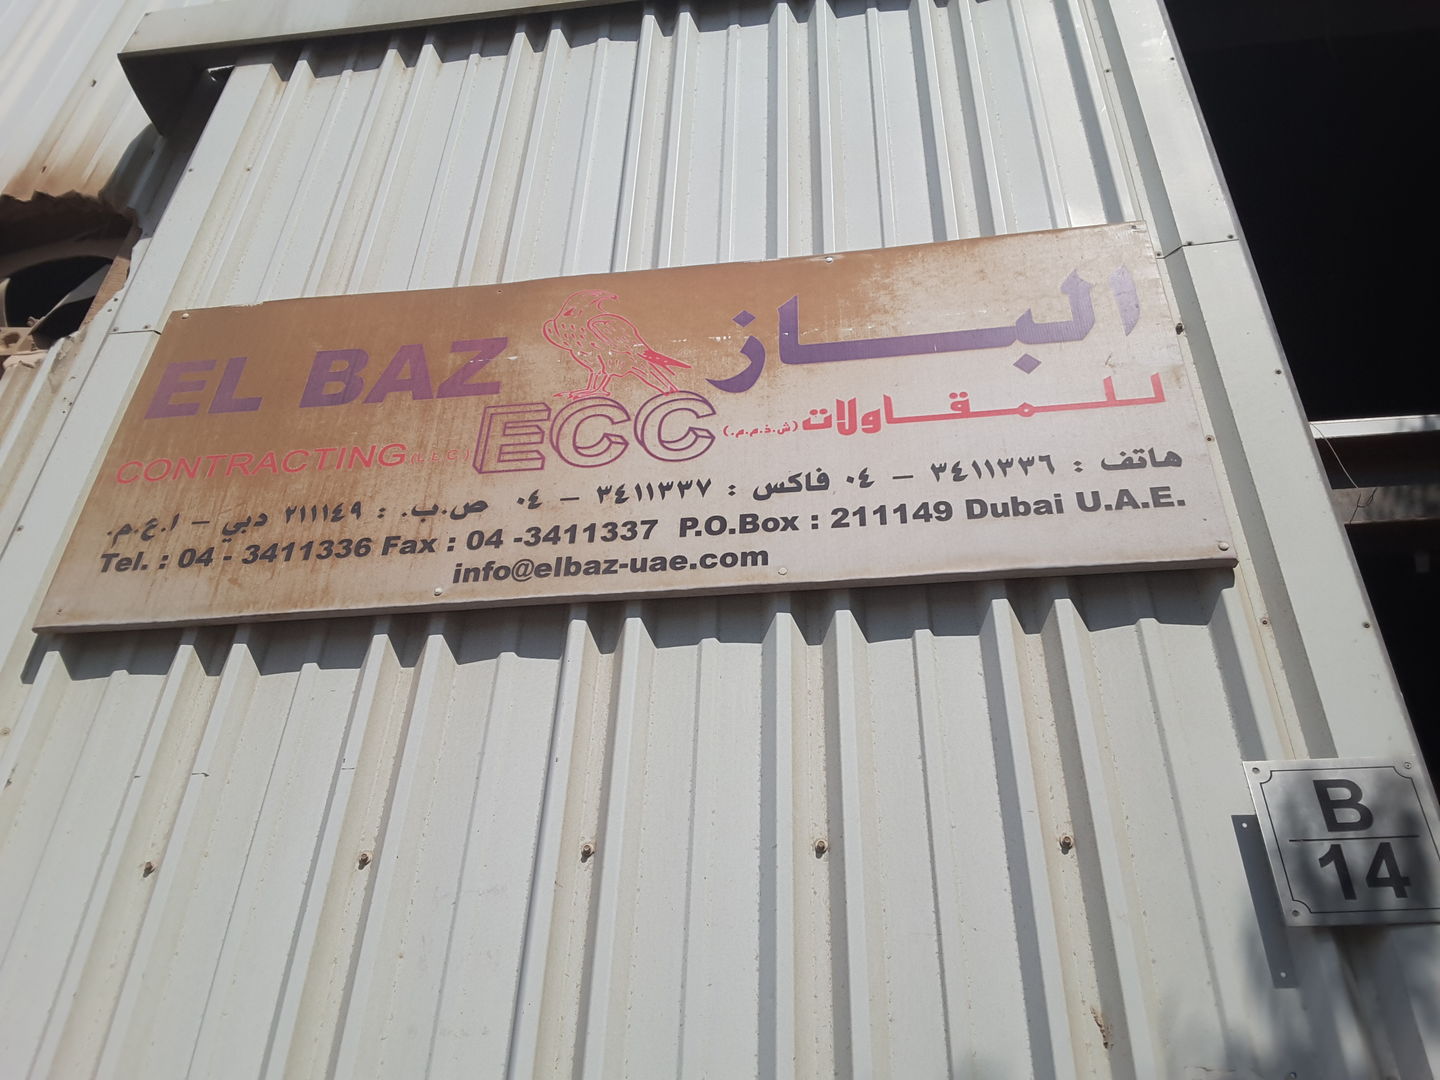 الباز
EL BAZ
للمقاولات (ش.ذ.م.م.)
ECC
CONTRACTING (L L C)
هاتف : ٣٤١١٣٣٦ – ٠٤ فاكس : ٣٤١١٣٣٧ – ٠٤ ص.ب. : ٢١١١٤٩ دبي – ا.ع.م.
Tel. : 04 - 3411336 Fax : 04 -3411337 P.O.Box : 211149 Dubai U.A.E.
info@elbaz-uae.com
B
14